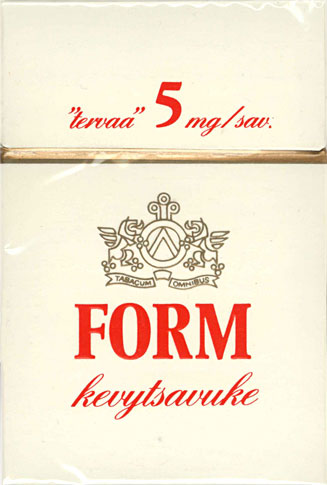 "tervaa" 5 mg/sav.
TABACUM OMNIBUS
FORM
kevytsavuke